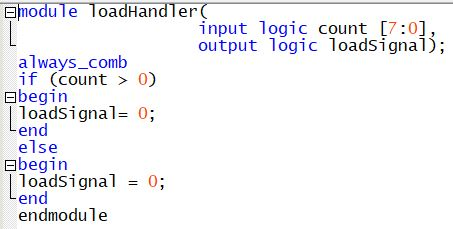 module loadHandler(
input logic count [7:0],
output logic loadSignal);
always_comb
if (count > 0)
begin
loadSignal= 0;
end
else
begin
loadSignal = 0;
end
endmodule